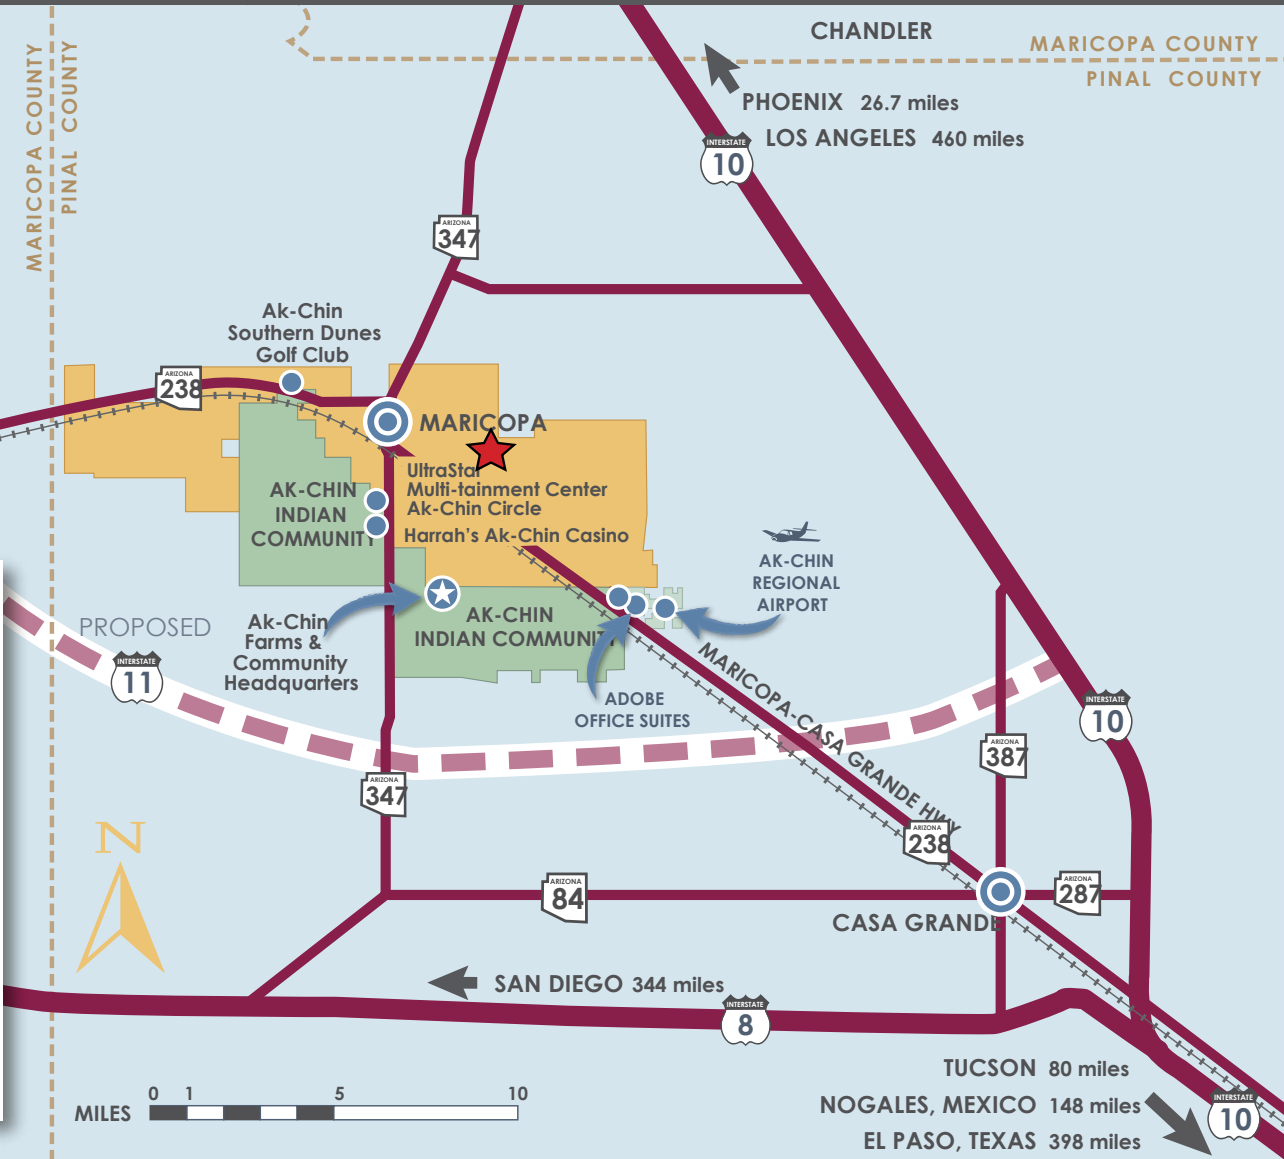 CHANDLER
MARICOPA COUNTY
PINAL COUNTY
MARICOPA COUNTY
PINAL COUNTY
PHOENIX 26.7 miles
LOS ANGELES 460 miles
INTERSTATE
10
ARIZONA
347
Ak-Chin
Southern Dunes
Golf Club
ARIZONA
238
MARICOPA
UltraStar
Multi-tainment Center
Ak-Chin Circle
Harrah's Ak-Chin Casino
AK-CHIN
INDIAN
COMMUNITY
AK-CHIN
REGIONAL
AIRPORT
AK-CHIN
INDIAN COMMUNITY
Ak-Chin
Farms &
Community
Headquarters
PROPOSED
INTERSTATE
11
ADOBE
OFFICE SUITES
MARICOPA-CASA GRANDE HWY
INTERSTATE
10
ARIZONA
387
ARIZONA
347
N
ARIZONA
238
ARIZONA
84
ARIZONA
287
CASA GRANDE
SAN DIEGO 344 miles
INTERSTATE
8
TUCSON 80 miles
NOGALES, MEXICO 148 miles
EL PASO, TEXAS 398 miles
INTERSTATE
10
0 1 5 10
MILES